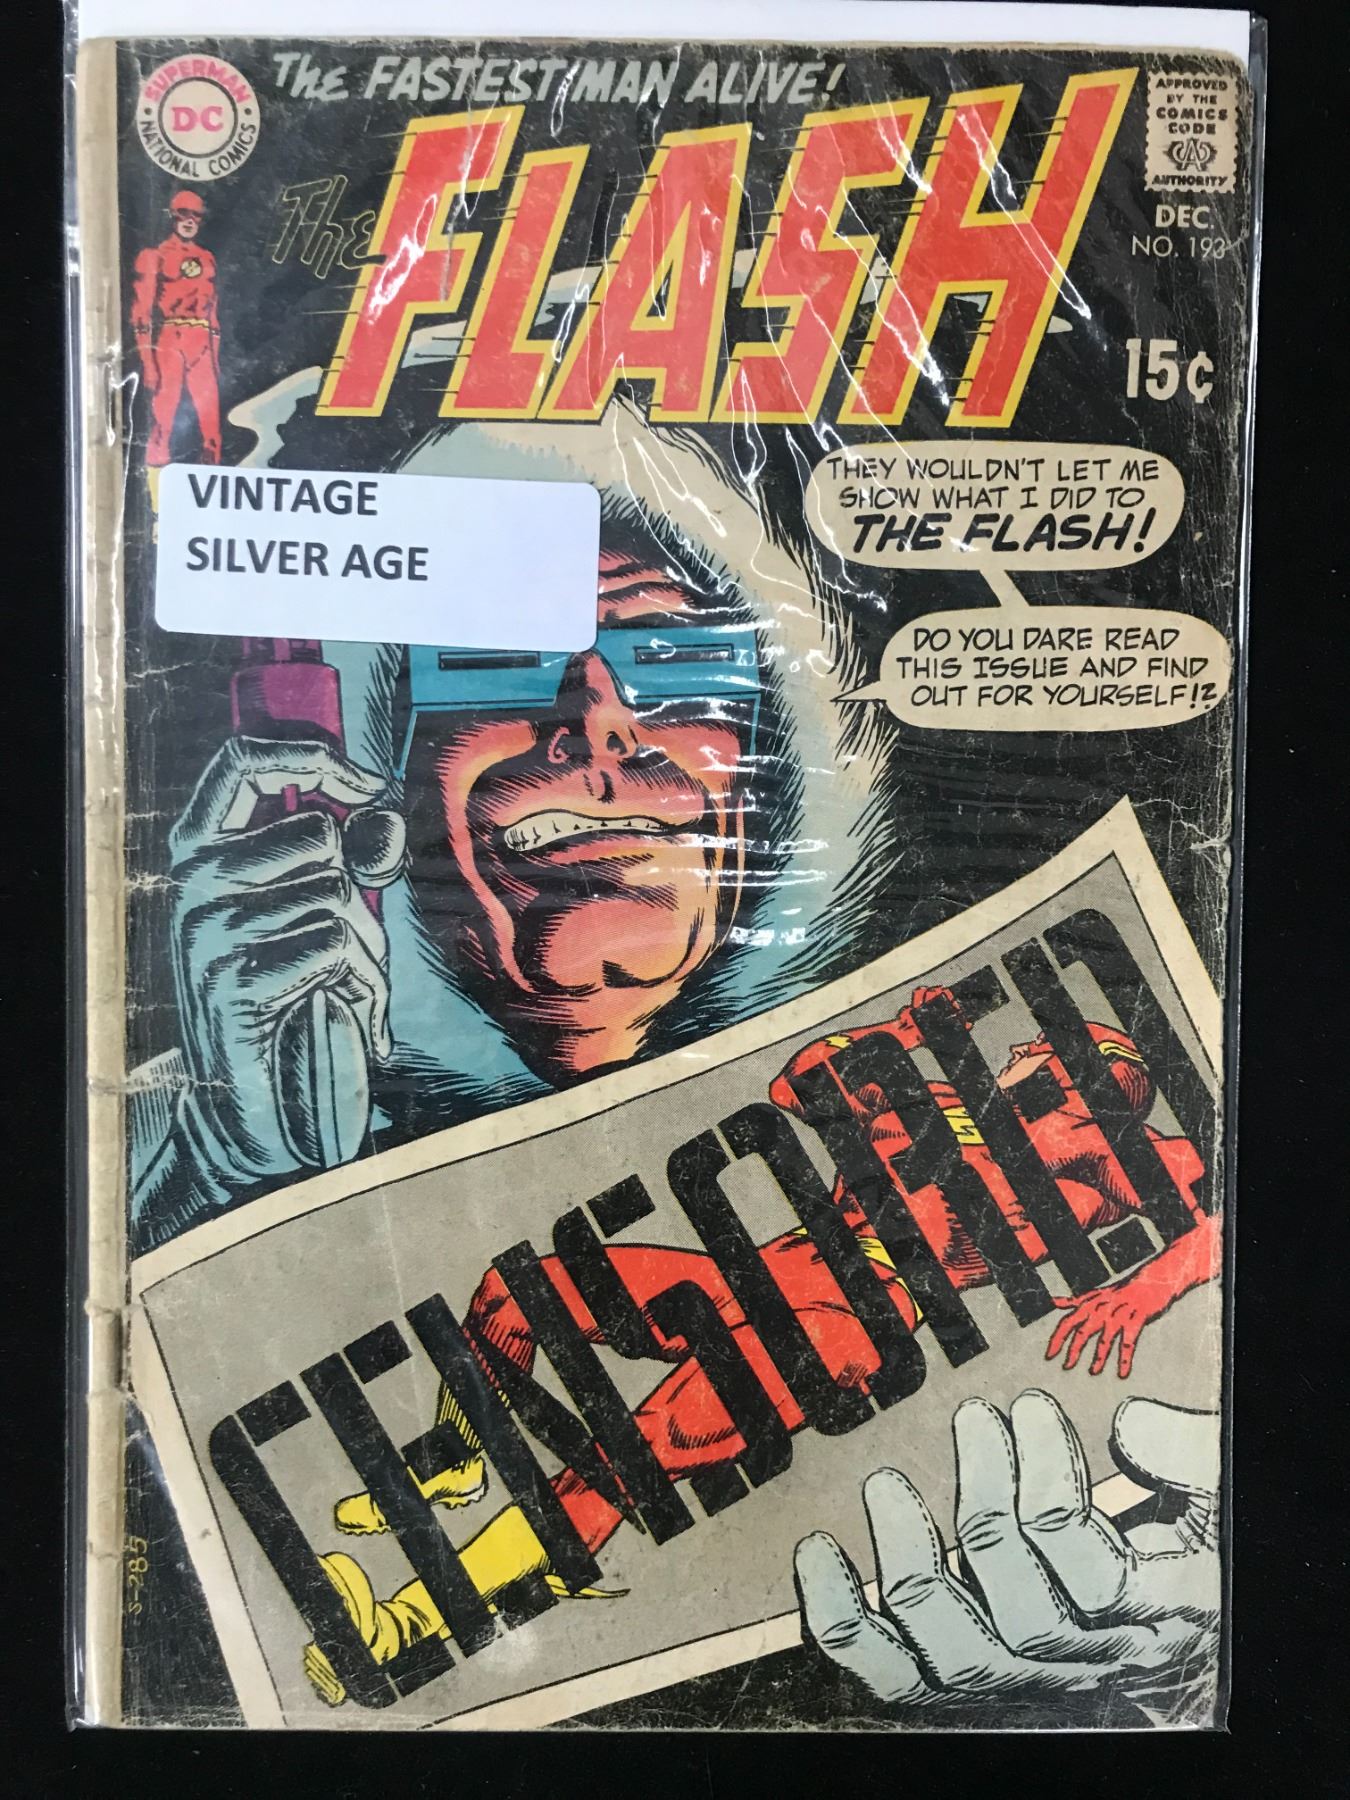 SUPERMAN
DC
NATIONAL COMICS
The FASTEST MAN ALIVE!
The FLASH
APPROVED
BY THE
COMICS
CODE
CA
AUTHORITY
DEC.
NO. 193
15¢
VINTAGE
SILVER AGE
THEY WOULDN'T LET ME
SHOW WHAT I DID TO
THE FLASH!
DO YOU DARE READ
THIS ISSUE AND FIND
OUT FOR YOURSELF!?
CENSORED
S-285